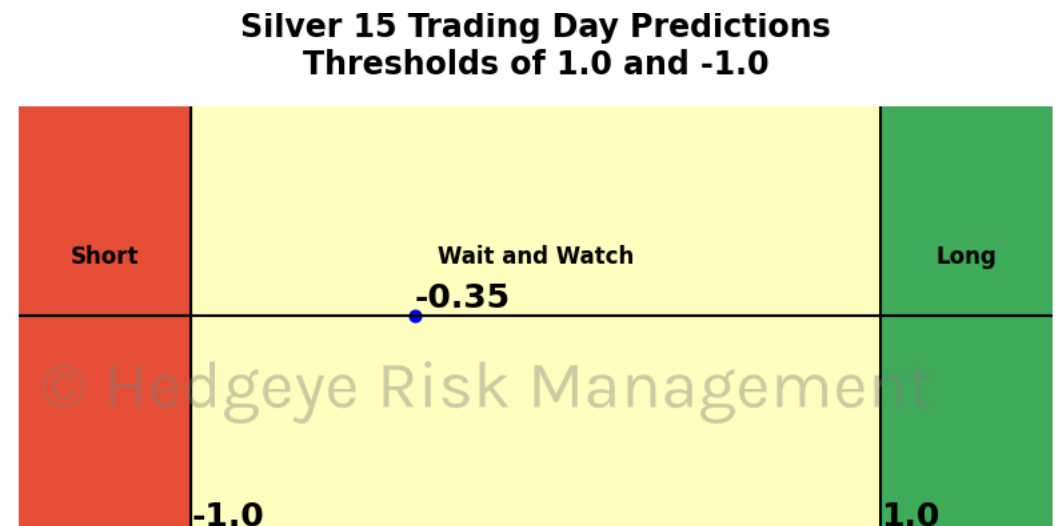 Silver 15 Trading Day Predictions
Thresholds of 1.0 and -1.0
Short
Wait and Watch
Long
-0.35
© Hedgeye Risk Management
-1.0
1.0